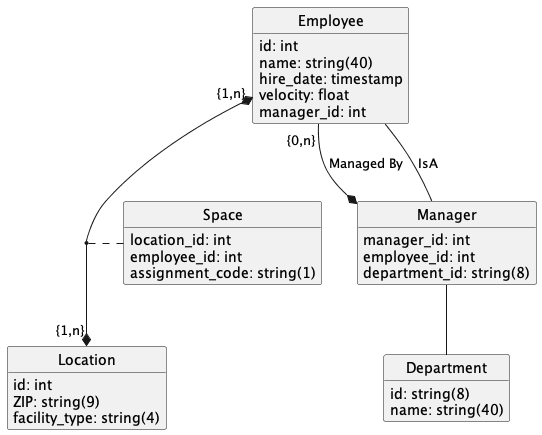 Employee
id: int
name: string(40)
hire_date: timestamp
velocity: float
manager_id: int
{1,n}
{0,n}
Managed By
IsA
Space
location_id: int
employee_id: int
assignment_code: string(1)
Manager
manager_id: int
employee_id: int
department_id: string(8)
{1,n}
Location
id: int
ZIP: string(9)
facility_type: string(4)
Department
id: string(8)
name: string(40)